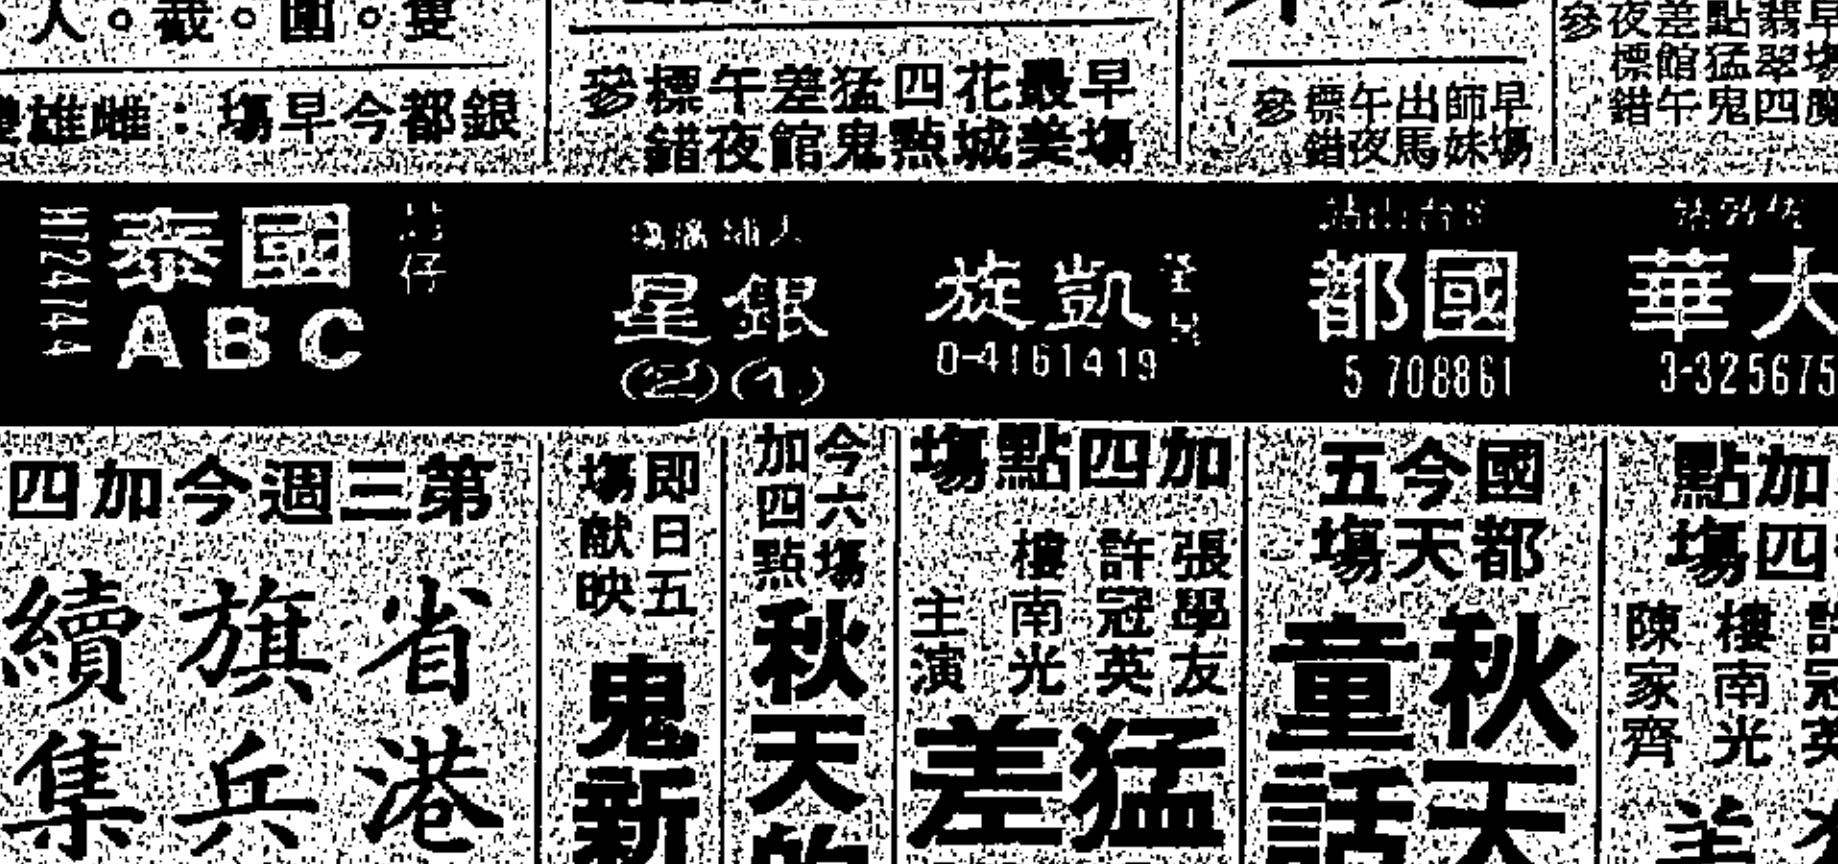 早場魔
翡翠四
點猛鬼
差館午
夜標錯
參
早場
師妹
出馬
午夜
標錯
參
早場
最美
花城
四點
猛鬼
差館
午夜
標錯
參
銀都今早場：雌雄
大華
3-325675
國都
5 708861
凱旋
0-4161419
銀星
(1)(2)
仔
國泰
ABC
H724744
加四
點場
樓南光
陳家齊
國都
今天
五場
秋天
童話
加四點場
張學友
許冠英
樓南光
主演
猛
差
今六場
加四點
秋天的
即日五
場献映
鬼新
第三週今加四
省港
旗兵
續集